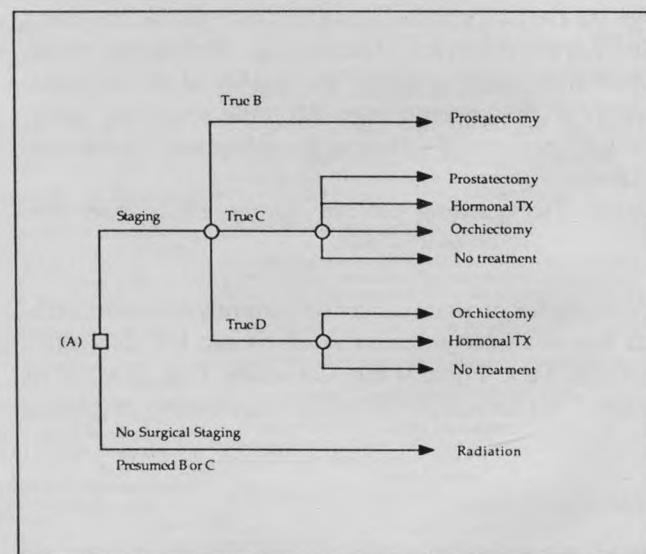 True B
Prostatectomy
Prostatectomy
Hormonal TX
Staging
True C
Orchiectomy
No treatment
Orchiectomy
(A)
True D
Hormonal TX
No treatment
No Surgical Staging
Radiation
Presumed B or C